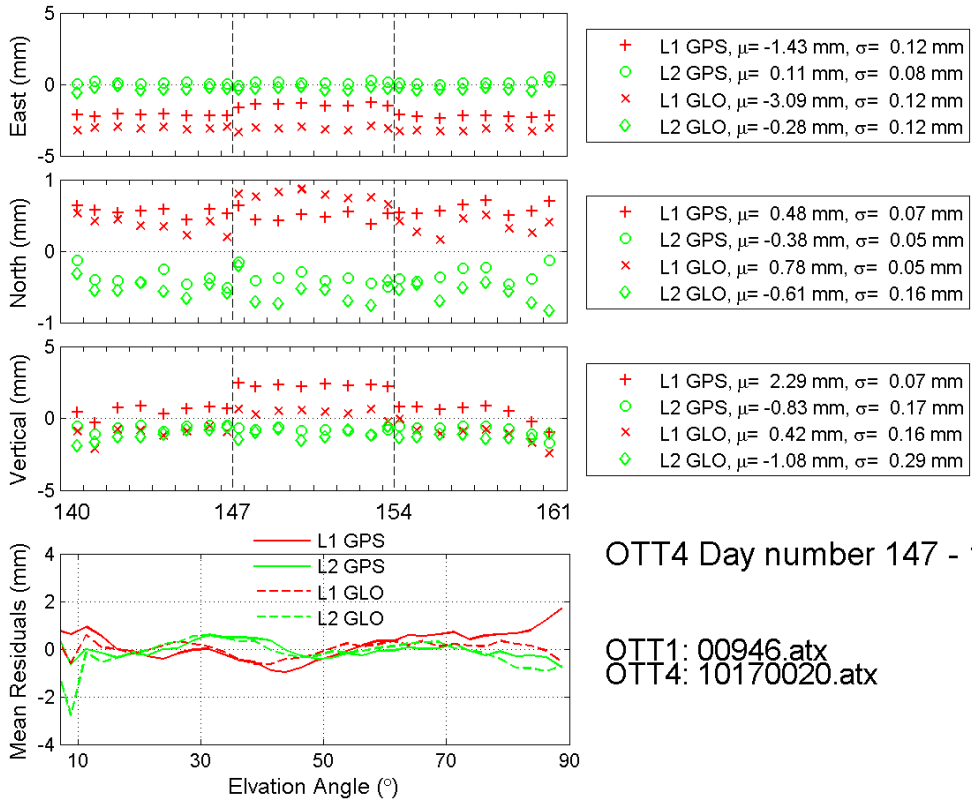 East (mm)
5
0
-5
L1 GPS, μ= -1.43 mm, σ= 0.12 mm
L2 GPS, μ= 0.11 mm, σ= 0.08 mm
L1 GLO, μ= -3.09 mm, σ= 0.12 mm
L2 GLO, μ= -0.28 mm, σ= 0.12 mm
North (mm)
1
0
-1
L1 GPS, μ= 0.48 mm, σ= 0.07 mm
L2 GPS, μ= -0.38 mm, σ= 0.05 mm
L1 GLO, μ= 0.78 mm, σ= 0.05 mm
L2 GLO, μ= -0.61 mm, σ= 0.16 mm
Vertical (mm)
5
0
-5
L1 GPS, μ= 2.29 mm, σ= 0.07 mm
L2 GPS, μ= -0.83 mm, σ= 0.17 mm
L1 GLO, μ= 0.42 mm, σ= 0.16 mm
L2 GLO, μ= -1.08 mm, σ= 0.29 mm
140 147 154 161
Mean Residuals (mm)
4
2
0
-2
-4
L1 GPS
L2 GPS
L1 GLO
L2 GLO
10 30 50 70 90
Elvation Angle (°)
OTT4 Day number 147 -
OTT1: 00946.atx
OTT4: 10170020.atx